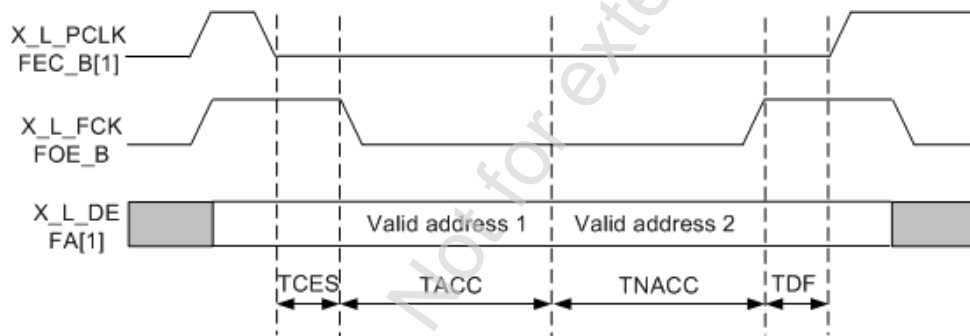 X_L_PCLK
FEC_B[1]
X_L_FCK
FOE_B
X_L_DE
FA[1]
Valid address 1 Valid address 2
TCES TACC TNACC TDF
Not for exte